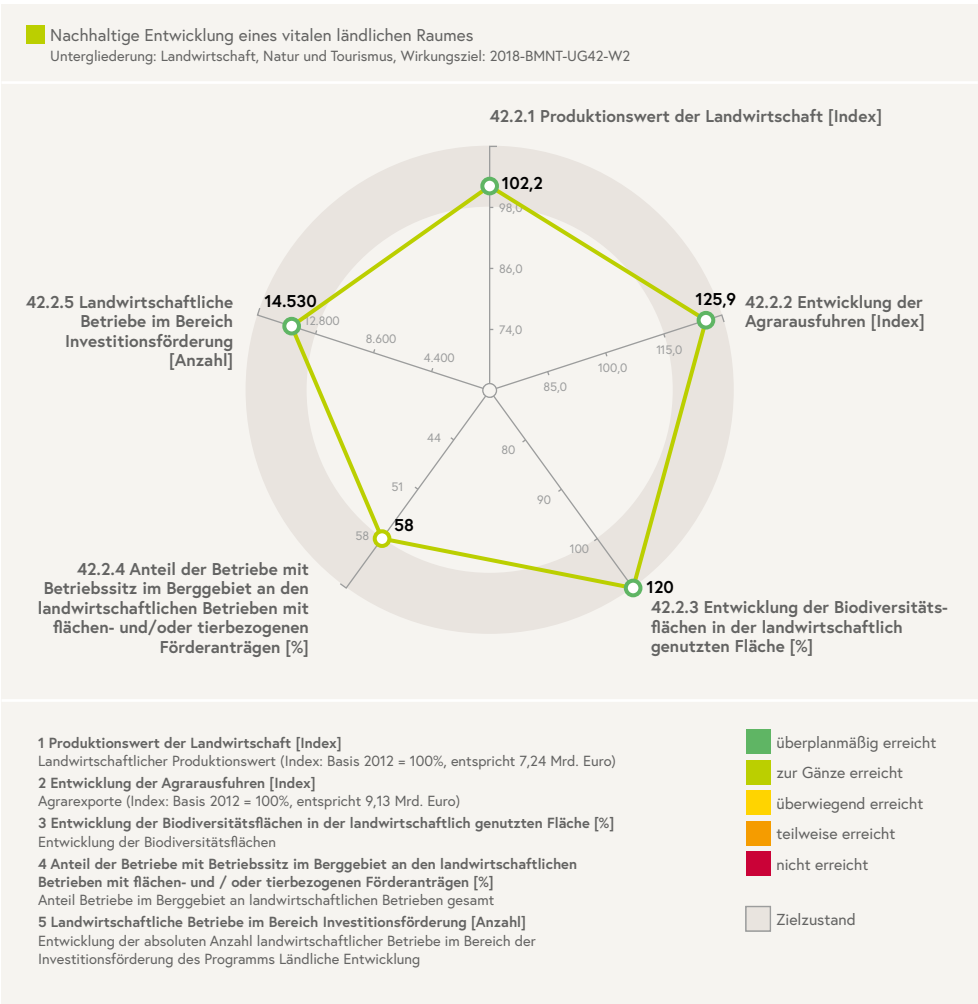 Nachhaltige Entwicklung eines vitalen ländlichen Raumes
Untergliederung: Landwirtschaft, Natur und Tourismus, Wirkungsziel: 2018-BMNT-UG42-W2
42.2.1 Produktionswert der Landwirtschaft [Index]
102,2
98,0
86,0
74,0
125,9
42.2.2 Entwicklung der
Agrarausfuhren [Index]
115,0
100,0
85,0
14.530
42.2.5 Landwirtschaftliche
Betriebe im Bereich
Investitionsförderung
[Anzahl]
12.800
8.600
4.400
44
51
58
58
42.2.4 Anteil der Betriebe mit
Betriebssitz im Berggebiet an den
landwirtschaftlichen Betrieben mit
flächen- und/oder tierbezogenen
Förderanträgen [%]
80
90
100
120
42.2.3 Entwicklung der Biodiversitäts-
flächen in der landwirtschaftlich
genutzten Fläche [%]
1 Produktionswert der Landwirtschaft [Index]
Landwirtschaftlicher Produktionswert (Index: Basis 2012 = 100%, entspricht 7,24 Mrd. Euro)
2 Entwicklung der Agrarausfuhren [Index]
Agrarexporte (Index: Basis 2012 = 100%, entspricht 9,13 Mrd. Euro)
3 Entwicklung der Biodiversitätsflächen in der landwirtschaftlich genutzten Fläche [%]
Entwicklung der Biodiversitätsflächen
4 Anteil der Betriebe mit Betriebssitz im Berggebiet an den landwirtschaftlichen
Betrieben mit flächen- und / oder tierbezogenen Förderanträgen [%]
Anteil Betriebe im Berggebiet an landwirtschaftlichen Betrieben gesamt
5 Landwirtschaftliche Betriebe im Bereich Investitionsförderung [Anzahl]
Entwicklung der absoluten Anzahl landwirtschaftlicher Betriebe im Bereich der
Investitionsförderung des Programms Ländliche Entwicklung
überplanmäßig erreicht
zur Gänze erreicht
überwiegend erreicht
teilweise erreicht
nicht erreicht
Zielzustand